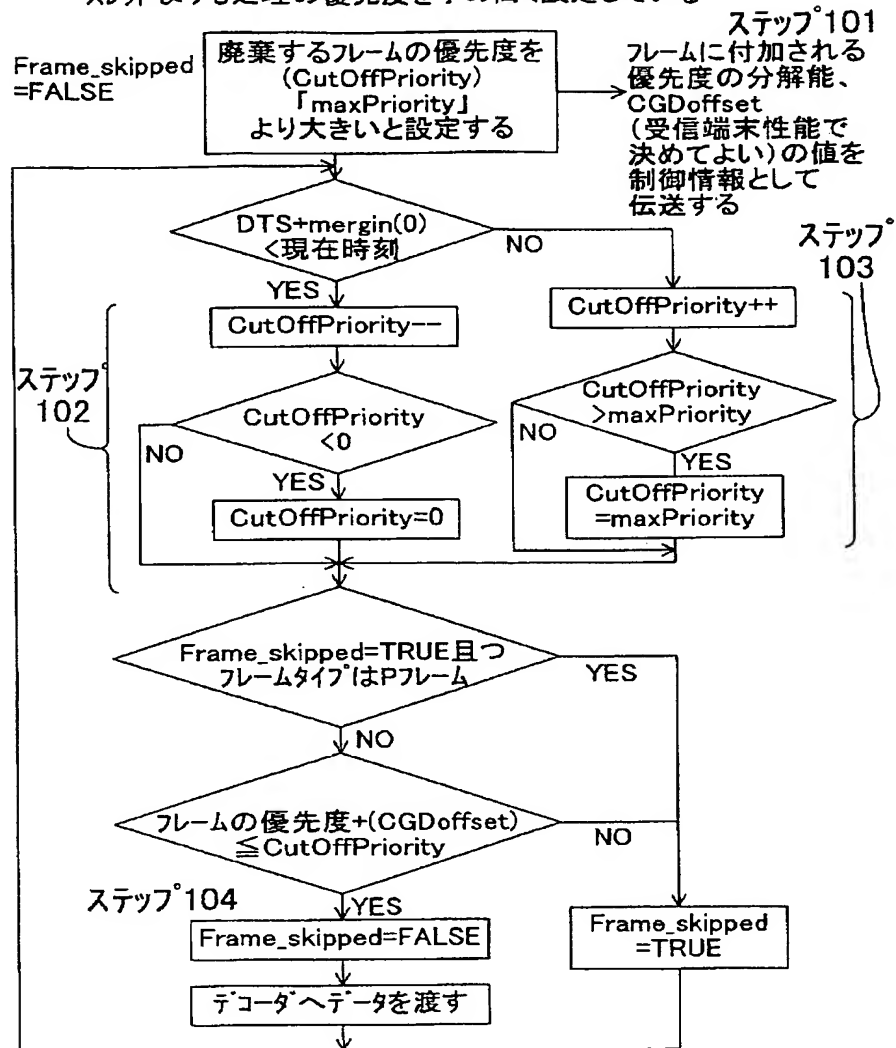 ステップ101
Frame_skipped
=FALSE
廃棄するフレームの優先度を
(CutOffPriority)
「maxPriority」
より大きいと設定する
フレームに付加される
優先度の分解能、
CGDoffset
(受信端末性能で
決めてよい)の値を
制御情報として
伝送する
DTS+mergin(0)
<現在時刻
NO
YES
ステップ
103
CutOffPriority--
CutOffPriority++
ステップ
102
CutOffPriority
<0
NO
YES
CutOffPriority=0
CutOffPriority
>maxPriority
NO
YES
CutOffPriority
=maxPriority
Frame_skipped=TRUE且つ
フレームタイプはPフレーム
YES
NO
フレームの優先度+(CGDoffset)
≦CutOffPriority
NO
ステップ104
YES
Frame_skipped=FALSE
Frame_skipped
=TRUE
デコーダへデータを渡す